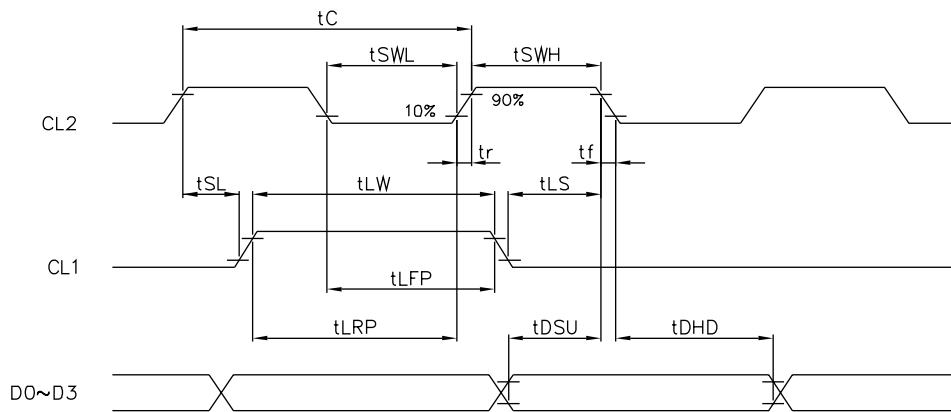 tC
tSWL
tSWH
10%
90%
CL2
tr
tf
tSL
tLW
tLS
CL1
tLFP
tLRP
tDSU
tDHD
D0~D3